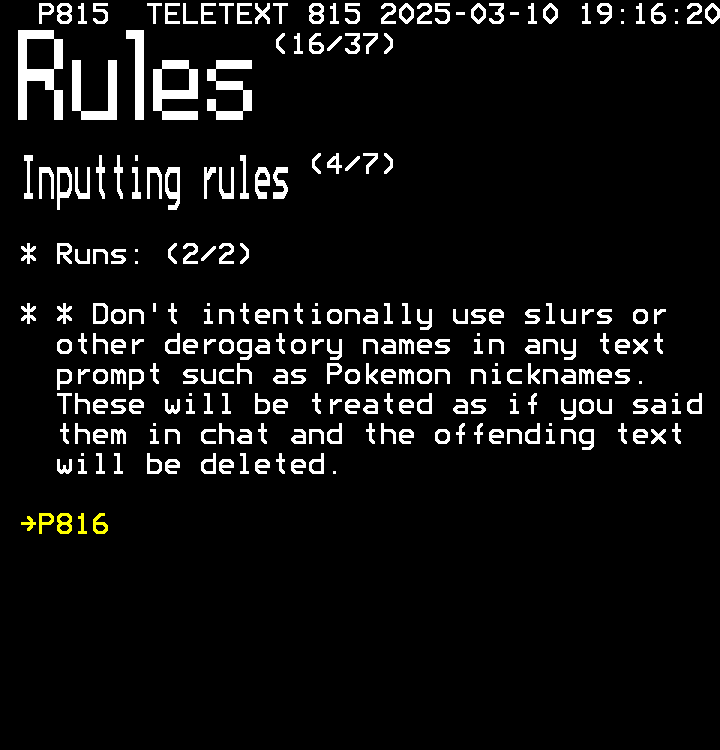 P815 TELETEXT 815 2025-03-10 19:16:20
Rules (16/37)
Inputting rules (4/7)
* Runs: (2/2)
* * Don't intentionally use slurs or
other derogatory names in any text
prompt such as Pokemon nicknames.
These will be treated as if you said
them in chat and the offending text
will be deleted.
→P816